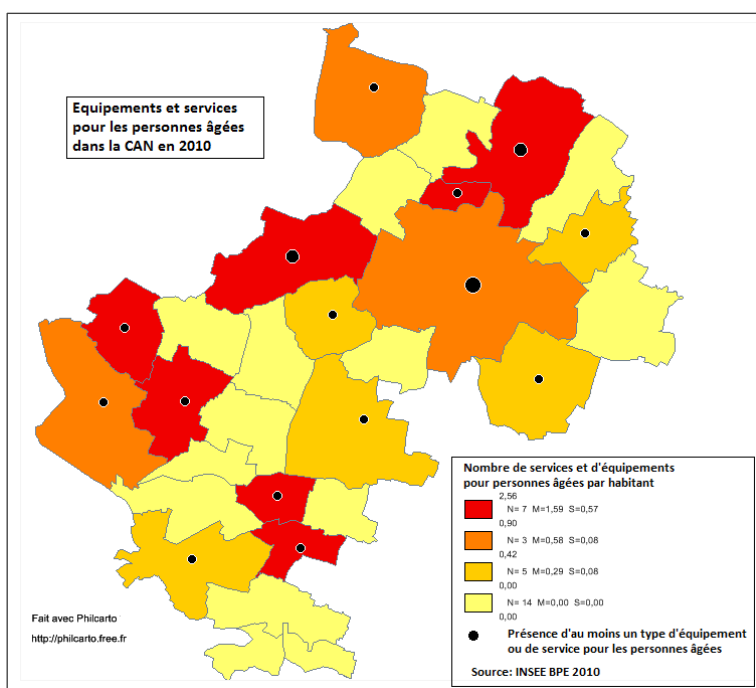 Equipements et services
pour les personnes âgées
dans la CAN en 2010
Nombre de services et d'équipements
pour personnes âgées par habitant
2,56
N= 7 M=1,59 S=0,57
0,90
N= 3 M=0,58 S=0,08
0,42
N= 5 M=0,29 S=0,08
0,00
N= 14 M=0,00 S=0,00
0,00
Présence d'au moins un type d'équipement
ou de service pour les personnes âgées
Source: INSEE BPE 2010
Fait avec Philcarto
http://philcarto.free.fr